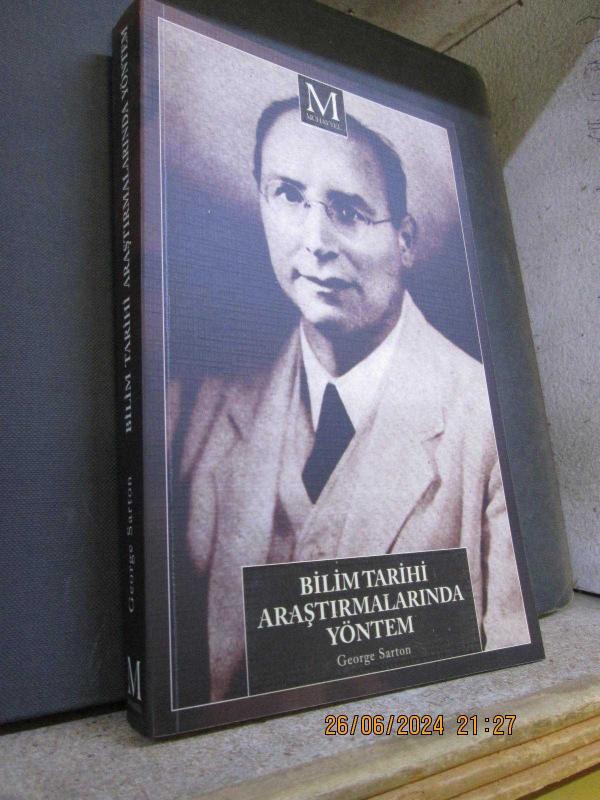 BİLİM TARİHİ ARAŞTIRMALARINDA YÖNTEM
George Sarton
M
M
MUHAYYEL
BİLİM TARİHİ
ARAŞTIRMALARINDA
YÖNTEM
George Sarton
26/06/2024 21:27